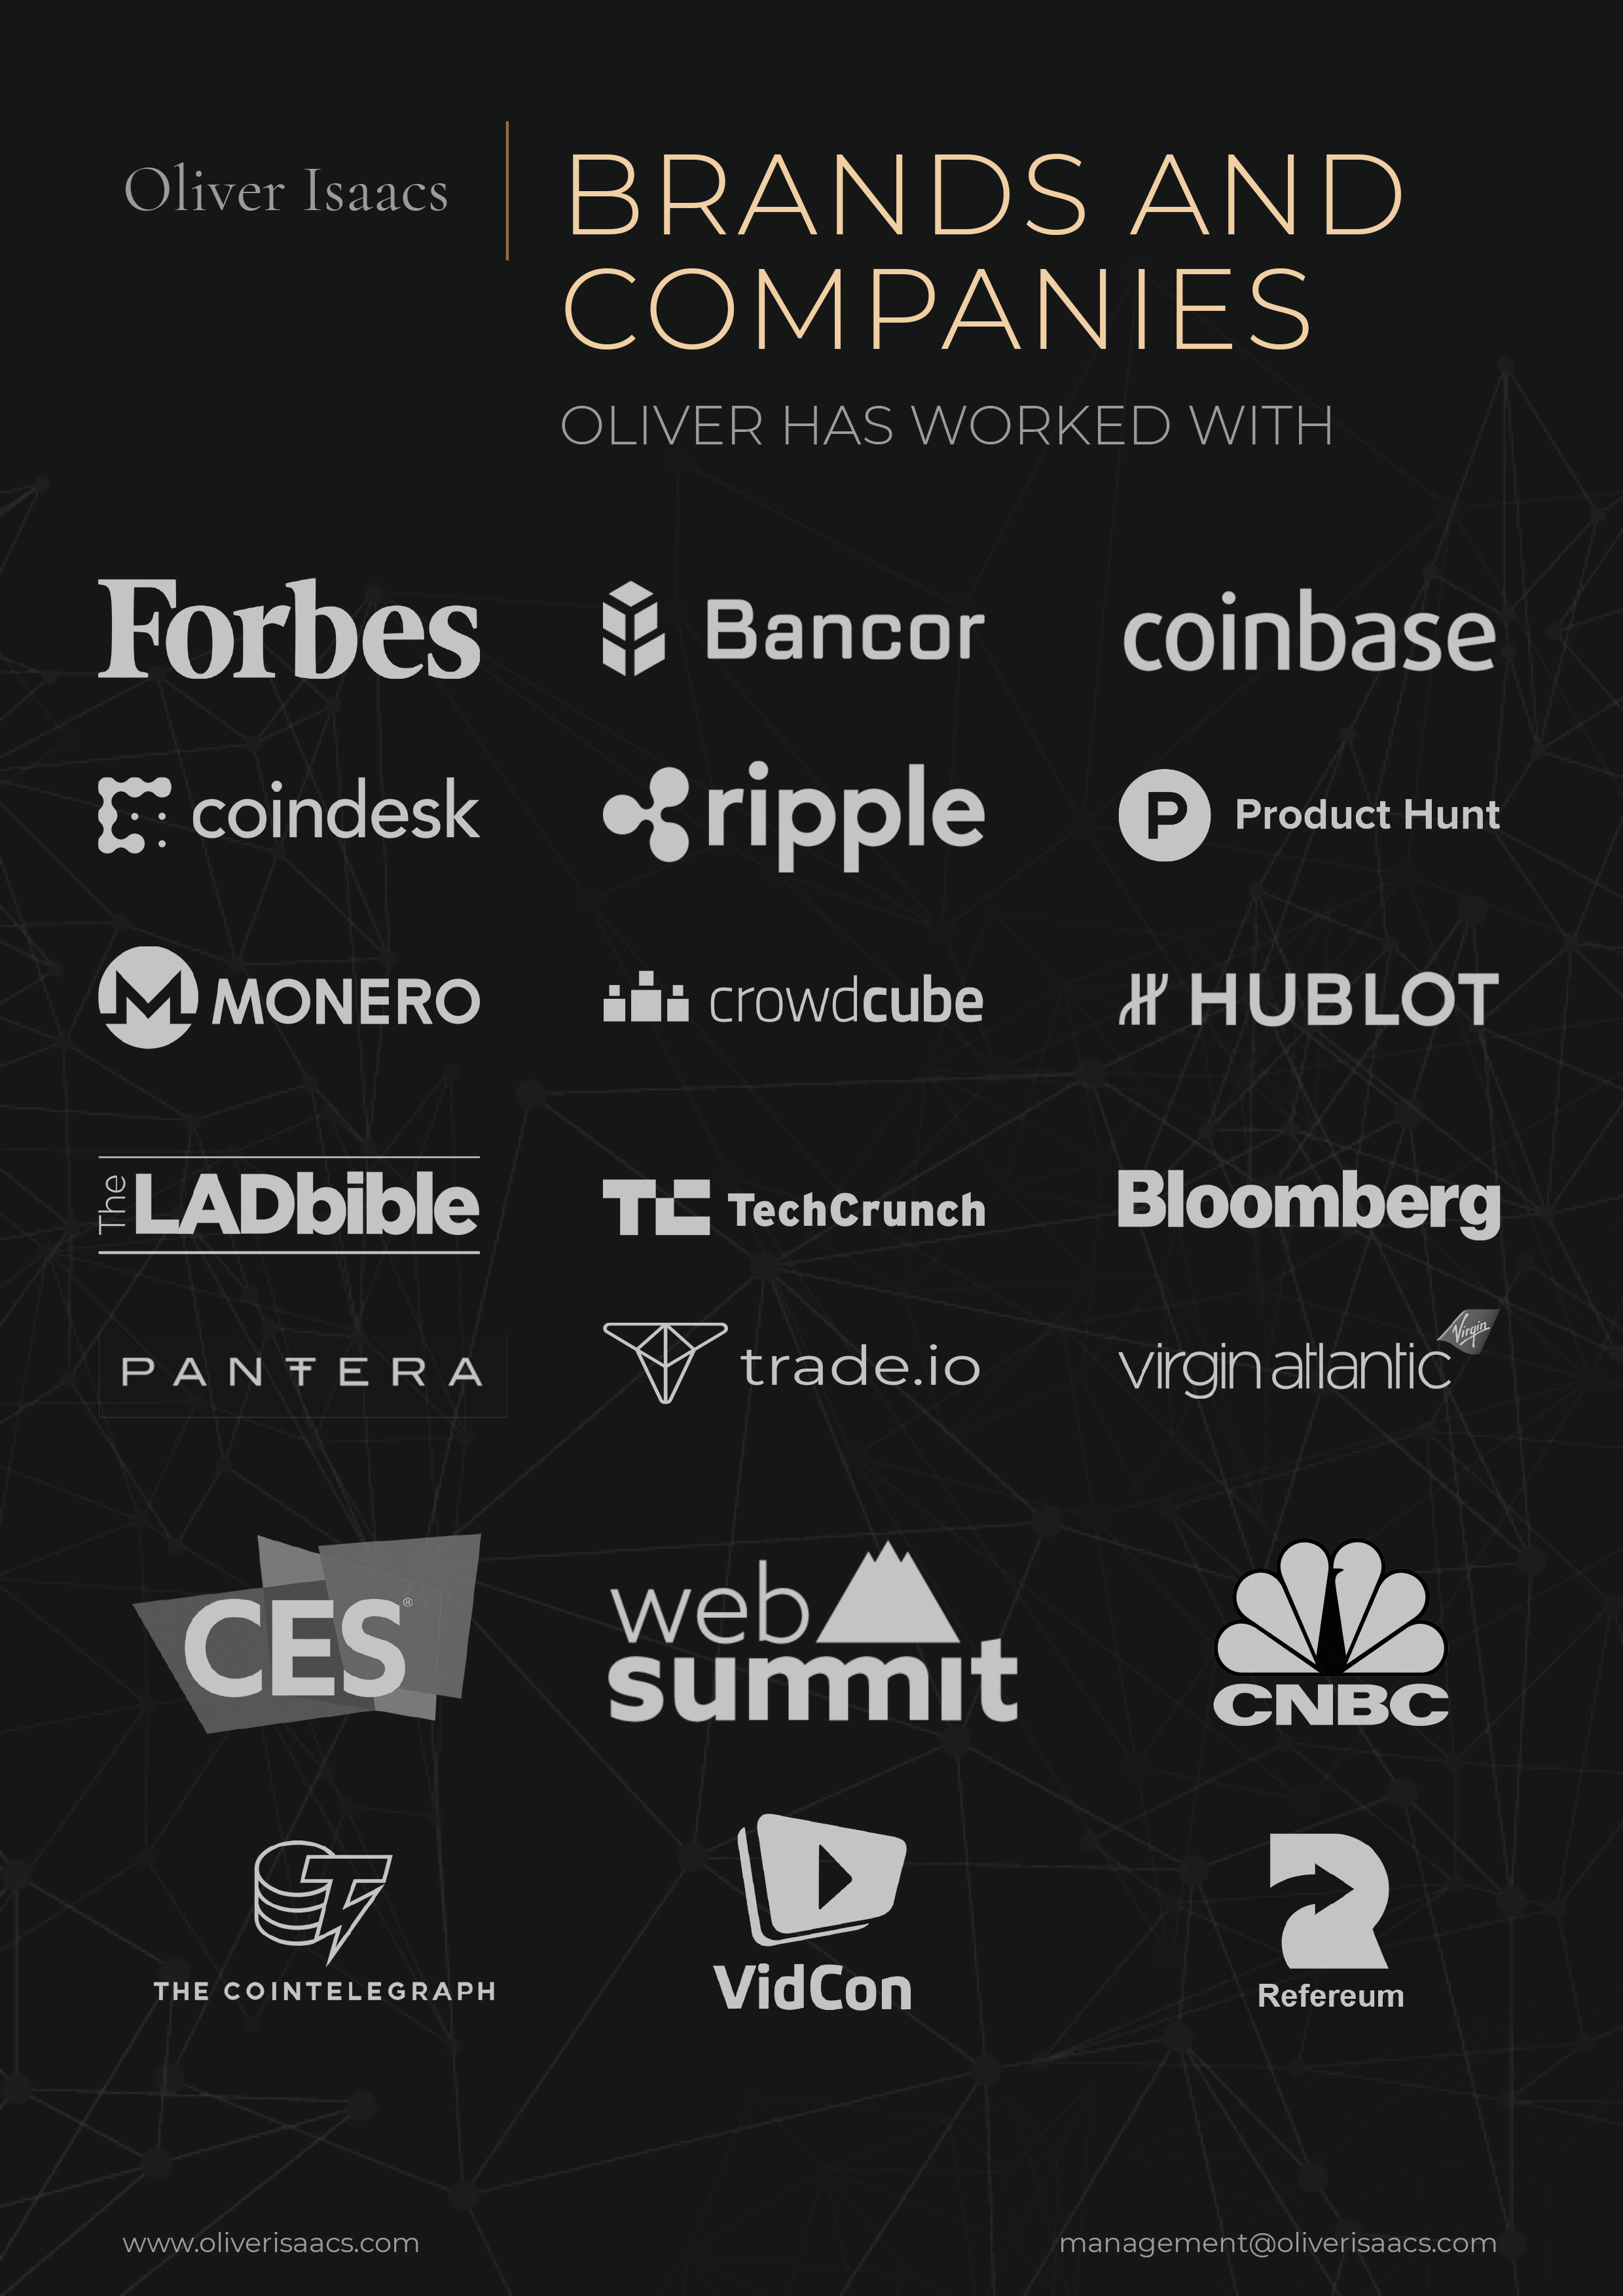 Oliver Isaacs
BRANDS AND
COMPANIES
OLIVER HAS WORKED WITH
Forbes
Bancor
coinbase
coindesk
ripple
P Product Hunt
M MONERO
crowdcube
HUBLOT
The LADbible
TC TechCrunch
Bloomberg
PANTERA
trade.io
virgin atlantic Virgin
CES®
web
summit
CNBC
CT
THE COINTELEGRAPH
VidCon
R
Refereum
www.oliverisaacs.com
management@oliverisaacs.com